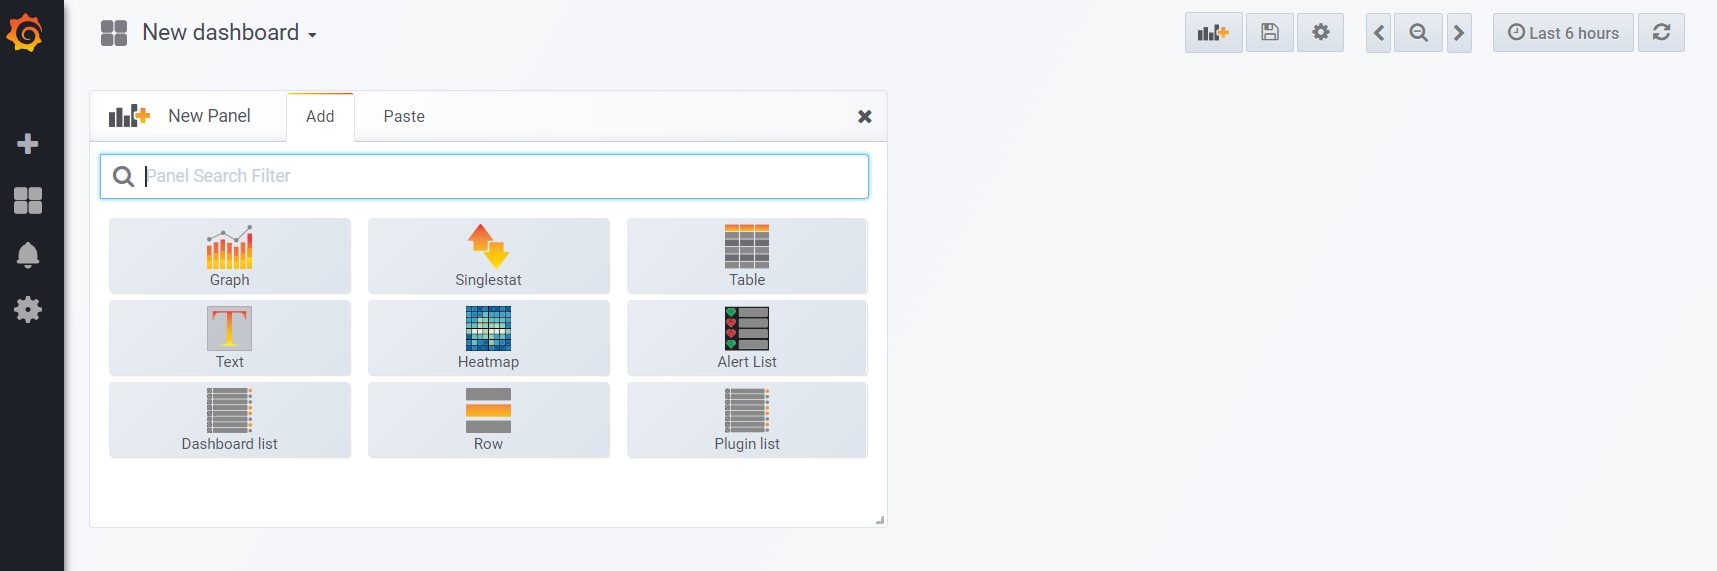 New dashboard
Last 6 hours
New Panel Add Paste
Panel Search Filter
Graph Singlestat Table
Text Heatmap Alert List
Dashboard list Row Plugin list